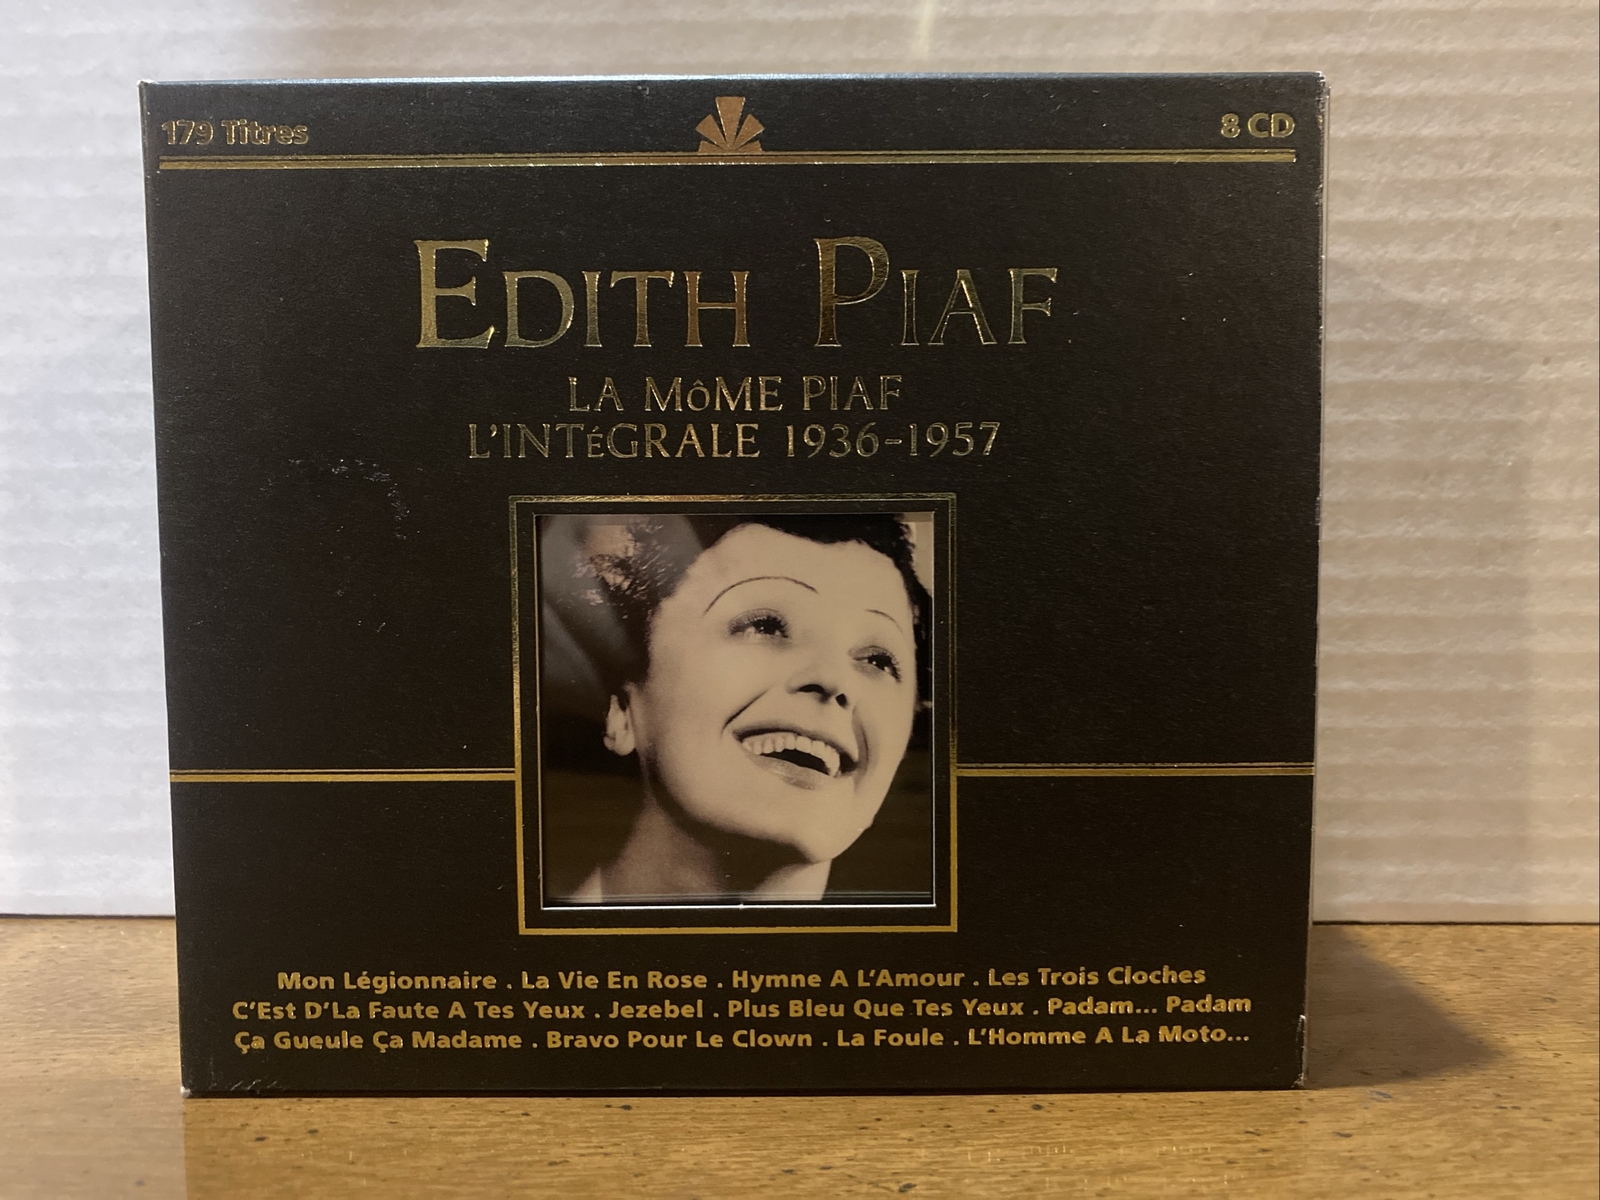 179 Titres
8 CD
EDITH PIAF
LA MôME PIAF
L'INTéGRALE 1936-1957
Mon Légionnaire . La Vie En Rose . Hymne A L'Amour . Les Trois Cloches
C'Est D'La Faute A Tes Yeux . Jezebel . Plus Bleu Que Tes Yeux . Padam... Padam
Ça Gueule Ça Madame . Bravo Pour Le Clown . La Foule . L'Homme A La Moto...